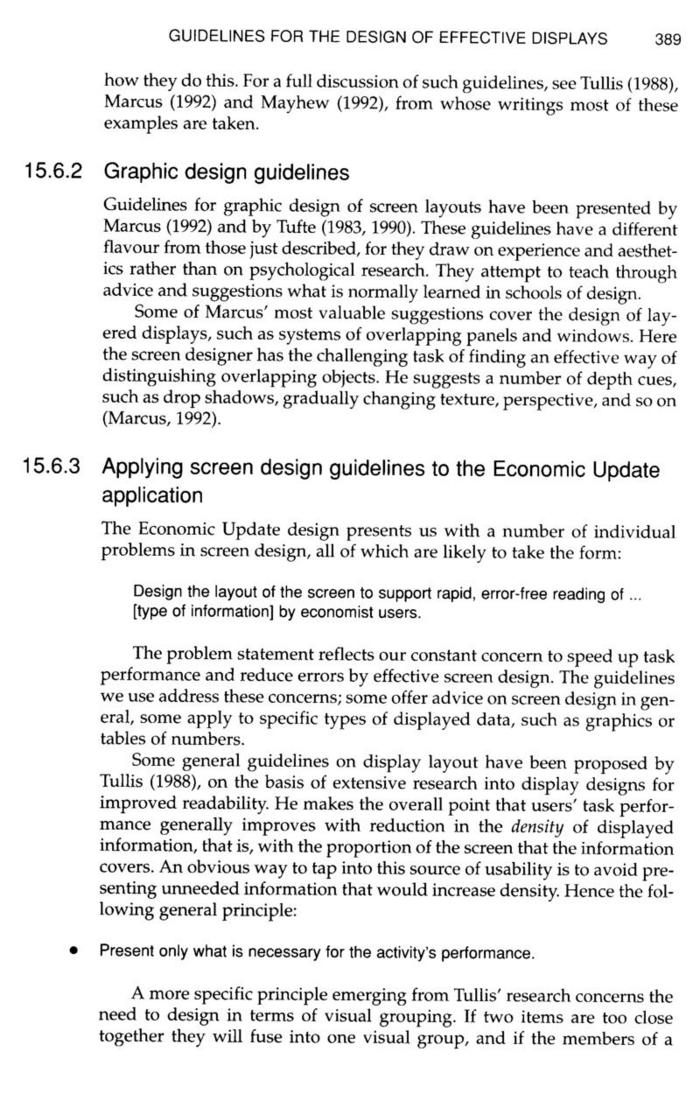 GUIDELINES FOR THE DESIGN OF EFFECTIVE DISPLAYS 389
how they do this. For a full discussion of such guidelines, see Tullis (1988),
Marcus (1992) and Mayhew (1992), from whose writings most of these
examples are taken.
15.6.2 Graphic design guidelines
Guidelines for graphic design of screen layouts have been presented by
Marcus (1992) and by Tufte (1983, 1990). These guidelines have a different
flavour from those just described, for they draw on experience and aesthet-
ics rather than on psychological research. They attempt to teach through
advice and suggestions what is normally learned in schools of design.
Some of Marcus' most valuable suggestions cover the design of lay-
ered displays, such as systems of overlapping panels and windows. Here
the screen designer has the challenging task of finding an effective way of
distinguishing overlapping objects. He suggests a number of depth cues,
such as drop shadows, gradually changing texture, perspective, and so on
(Marcus, 1992).
15.6.3 Applying screen design guidelines to the Economic Update
application
The Economic Update design presents us with a number of individual
problems in screen design, all of which are likely to take the form:
Design the layout of the screen to support rapid, error-free reading of ...
[type of information] by economist users.
The problem statement reflects our constant concern to speed up task
performance and reduce errors by effective screen design. The guidelines
we use address these concerns; some offer advice on screen design in gen-
eral, some apply to specific types of displayed data, such as graphics or
tables of numbers.
Some general guidelines on display layout have been proposed by
Tullis (1988), on the basis of extensive research into display designs for
improved readability. He makes the overall point that users' task perfor-
mance generally improves with reduction in the density of displayed
information, that is, with the proportion of the screen that the information
covers. An obvious way to tap into this source of usability is to avoid pre-
senting unneeded information that would increase density. Hence the fol-
lowing general principle:
• Present only what is necessary for the activity's performance.
A more specific principle emerging from Tullis' research concerns the
need to design in terms of visual grouping. If two items are too close
together they will fuse into one visual group, and if the members of a